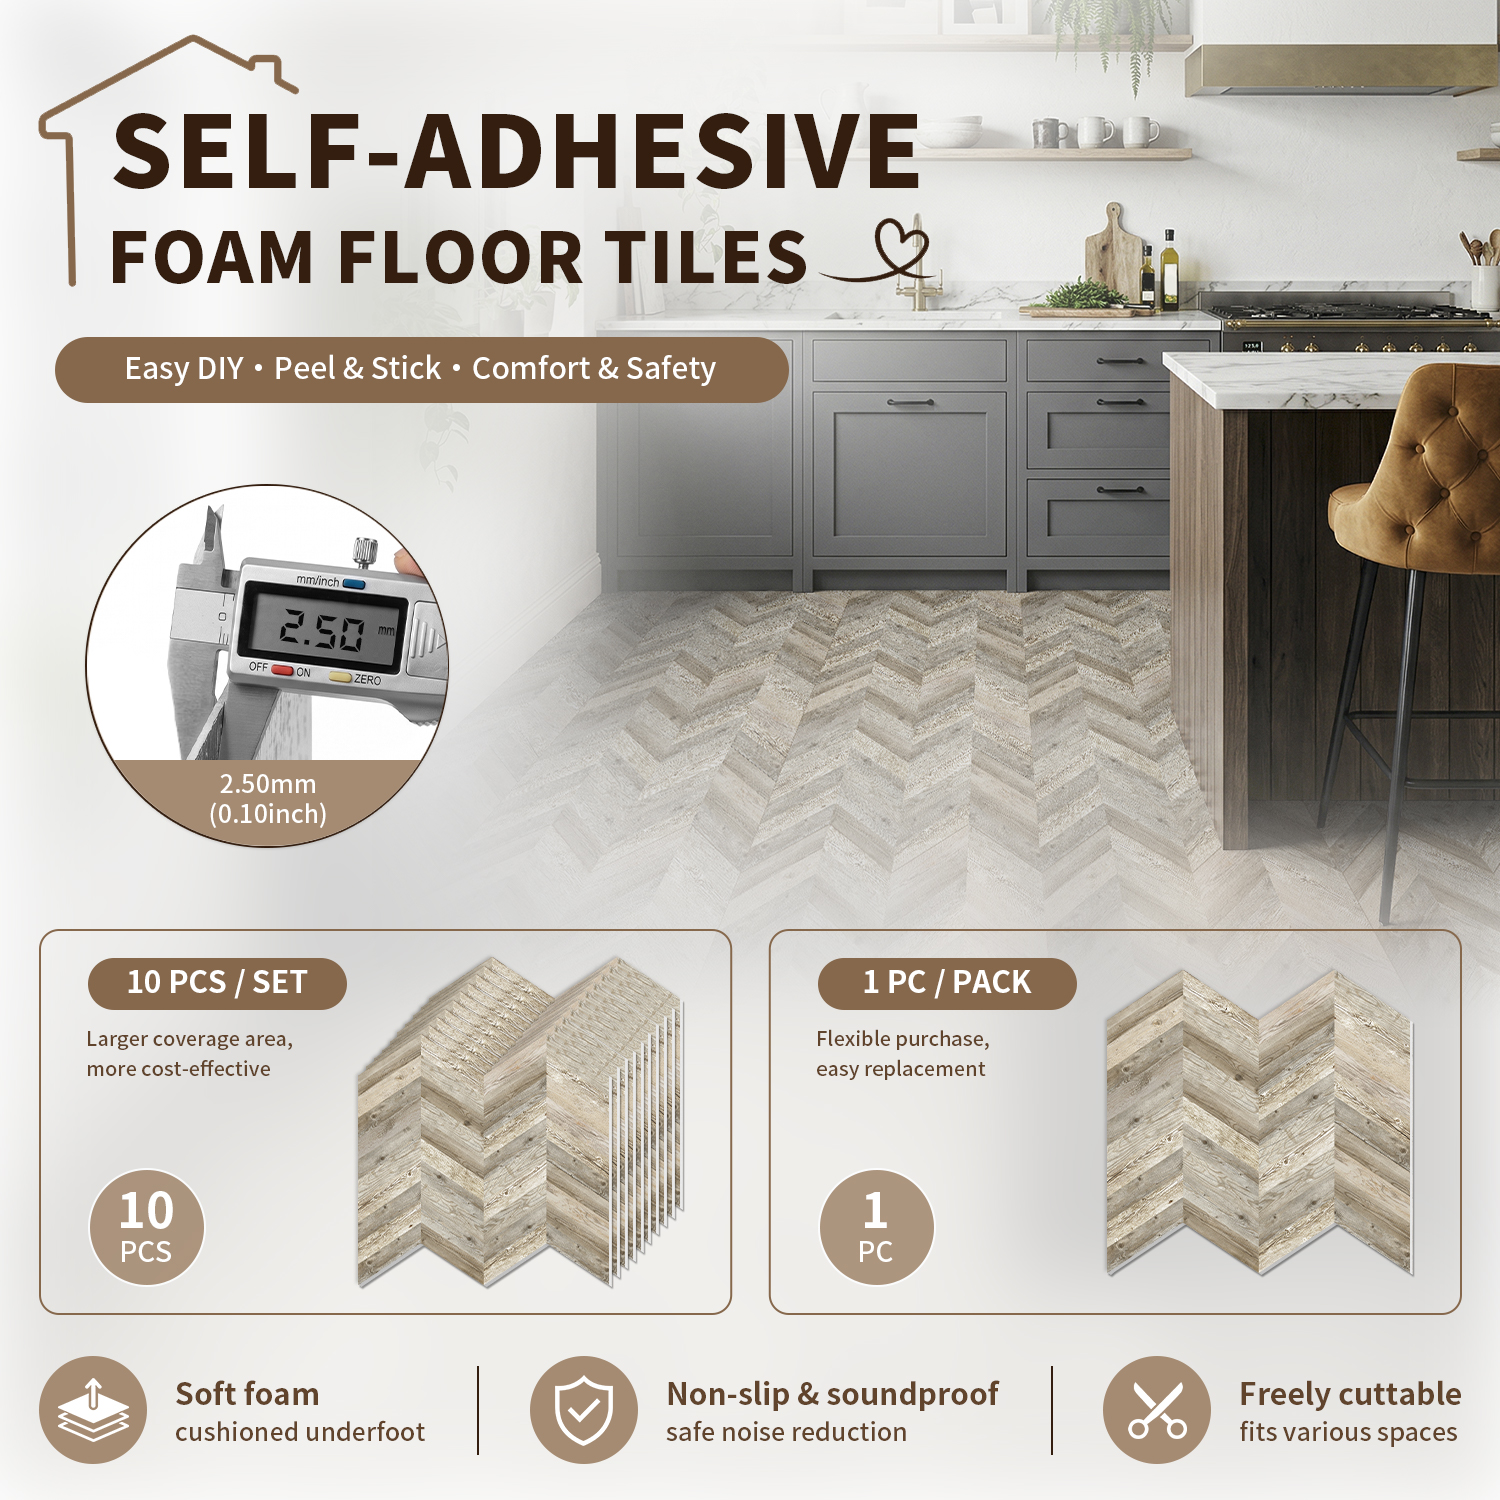 SELF-ADHESIVE
FOAM FLOOR TILES
Easy DIY • Peel & Stick • Comfort & Safety
mm/inch
0
2.50 mm
OFF ON ZERO
2.50mm
(0.10inch)
10 PCS / SET
Larger coverage area,
more cost-effective
10
PCS
1 PC / PACK
Flexible purchase,
easy replacement
1
PC
Soft foam
cushioned underfoot
Non-slip & soundproof
safe noise reduction
Freely cuttable
fits various spaces